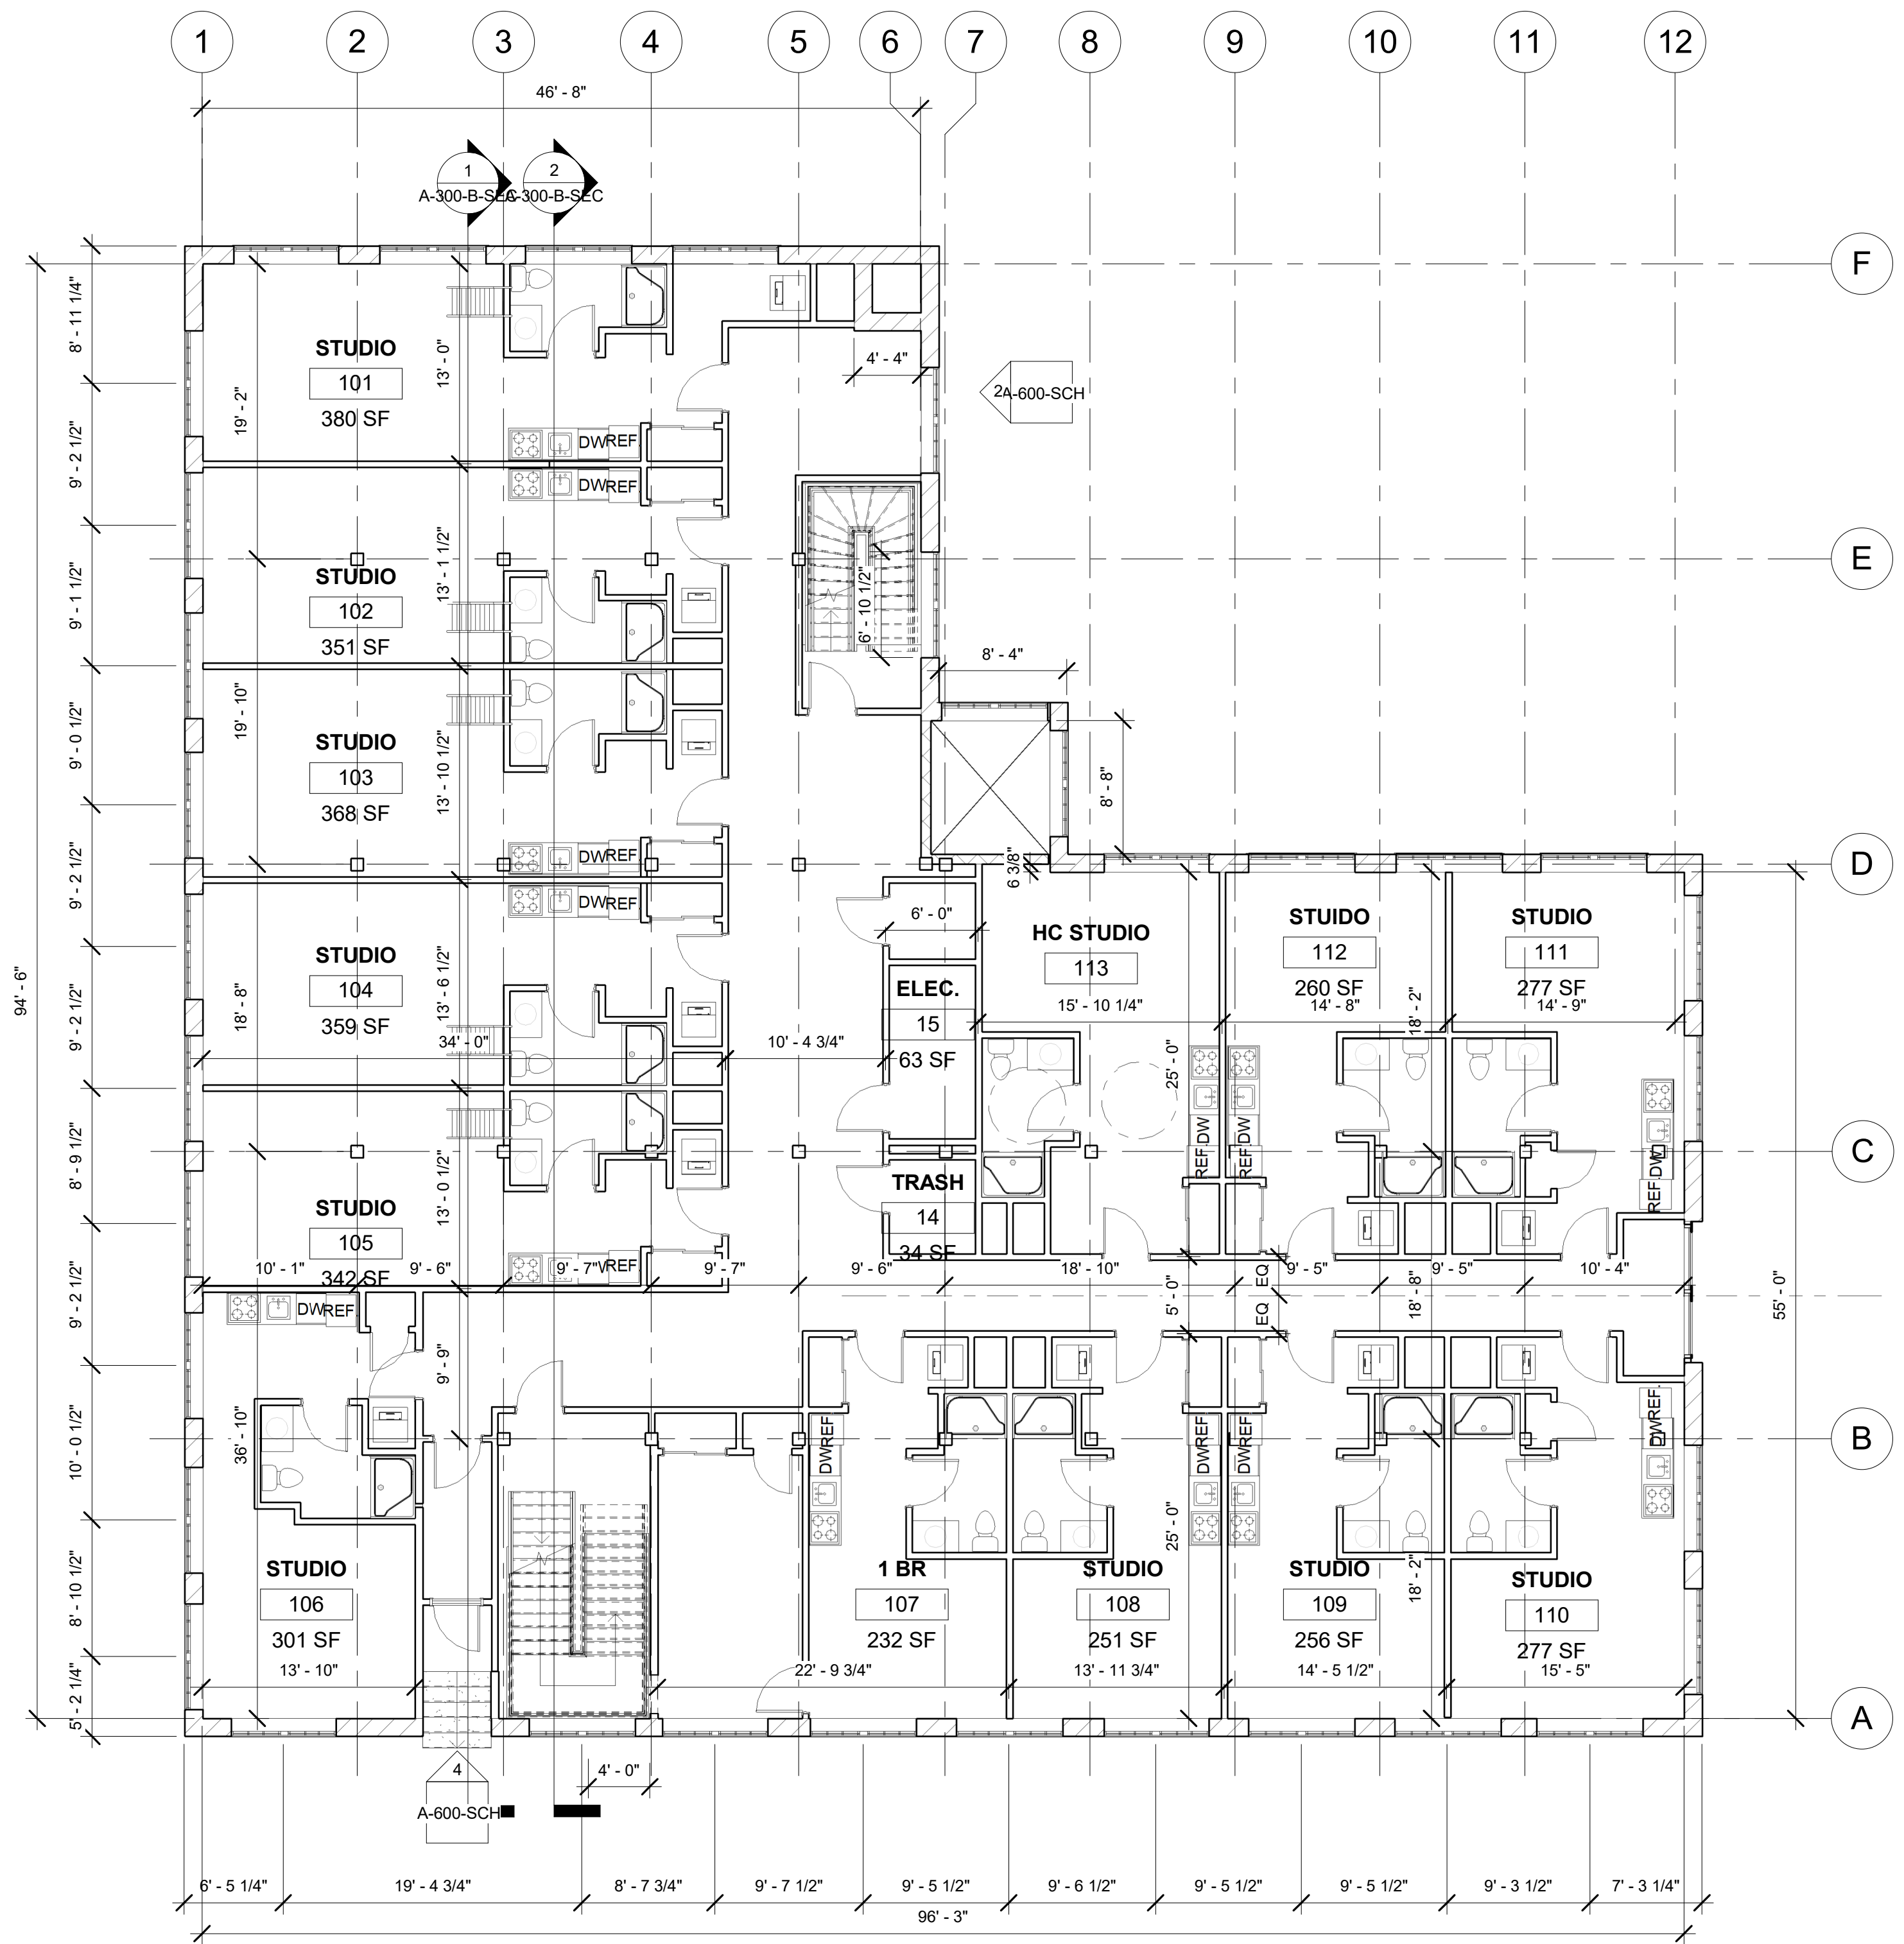 1 2 3 4 5 6 7 8 9 10 11 12
46' - 8"
1
A-300-B-SEC
2
A-300-B-SEC
F
8' - 11 1/4"
9' - 2 1/2"
9' - 1 1/2"
9' - 0 1/2"
9' - 2 1/2"
9' - 2 1/2"
8' - 9 1/2"
9' - 2 1/2"
10' - 0 1/2"
8' - 10 1/2"
5' - 2 1/4"
94' - 6"
19' - 2"
19' - 10"
18' - 8"
36' - 10"
13' - 0"
13' - 1 1/2"
13' - 10 1/2"
13' - 6 1/2"
13' - 0 1/2"
9' - 9"
STUDIO
101
380 SF
DW REF.
DW REF.
4' - 4"
2
A-600-SCH
E
STUDIO
102
351 SF
6' - 10 1/2"
8' - 4"
8' - 8"
STUDIO
103
368 SF
DW REF.
DW REF.
D
6 3/8"
6' - 0"
STUDIO
104
359 SF
34' - 0"
10' - 4 3/4"
ELEC.
15
63 SF
HC STUDIO
113
15' - 10 1/4"
25' - 0"
STUIDO
112
260 SF
14' - 8"
18' - 2"
STUDIO
111
277 SF
14' - 9"
REF. DW
REF. DW
REF. DW
C
TRASH
14
34 SF
STUDIO
105
342 SF
REF.
10' - 1"
9' - 6"
9' - 7"
9' - 7"
9' - 6"
18' - 10"
9' - 5"
9' - 5"
10' - 4"
5' - 0"
EQ
EQ
18' - 8"
55' - 0"
DW REF.
DW REF
DW REF
DW REF
DW REF.
B
25' - 0"
18' - 2"
STUDIO
106
301 SF
13' - 10"
1 BR
107
232 SF
22' - 9 3/4"
STUDIO
108
251 SF
13' - 11 3/4"
STUDIO
109
256 SF
14' - 5 1/2"
STUDIO
110
277 SF
15' - 5"
A
4
A-600-SCH
4' - 0"
6' - 5 1/4"
19' - 4 3/4"
8' - 7 3/4"
9' - 7 1/2"
9' - 5 1/2"
9' - 6 1/2"
9' - 5 1/2"
9' - 5 1/2"
9' - 3 1/2"
7' - 3 1/4"
96' - 3"